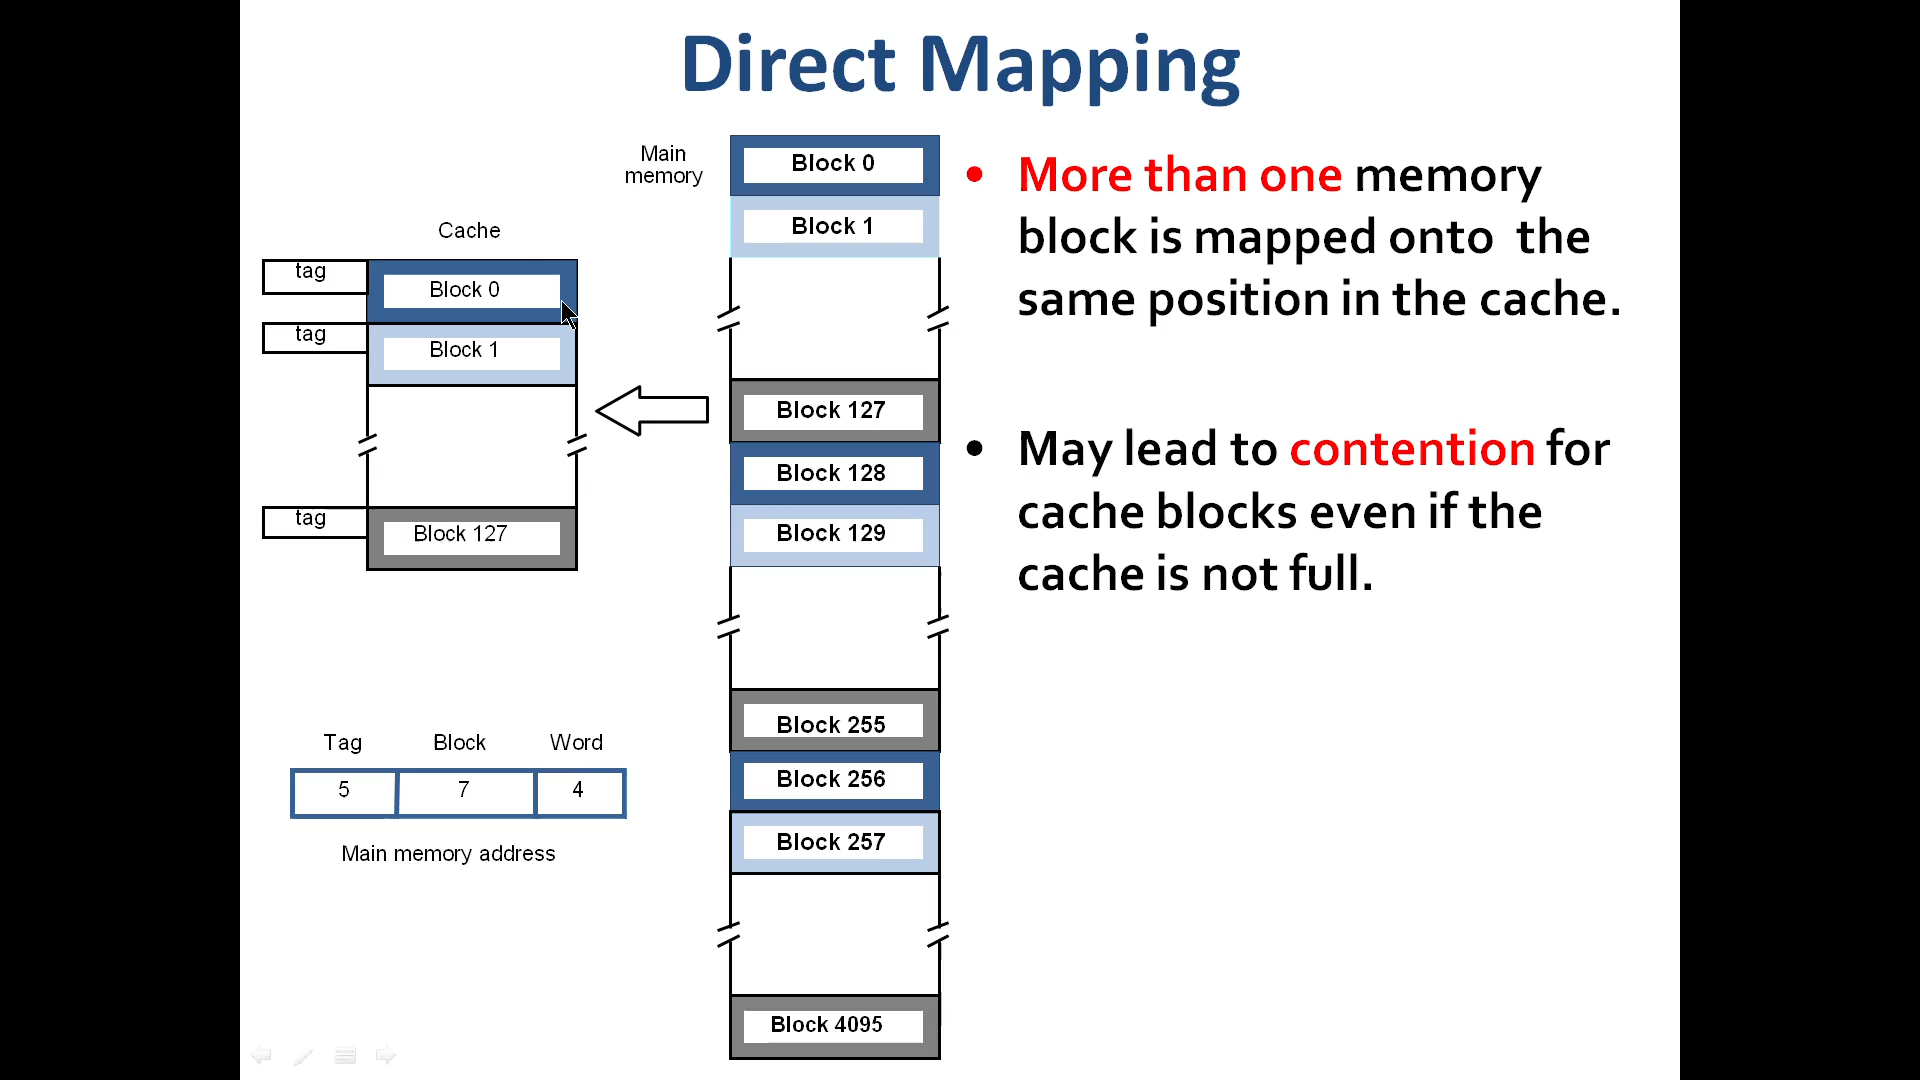 Direct Mapping
Main
memory
Cache
tag
Block 0
tag
Block 1
tag
Block 127
Tag Block Word
5 7 4
Main memory address
Block 0
Block 1
Block 127
Block 128
Block 129
Block 255
Block 256
Block 257
Block 4095
• More than one memory
block is mapped onto the
same position in the cache.
• May lead to contention for
cache blocks even if the
cache is not full.